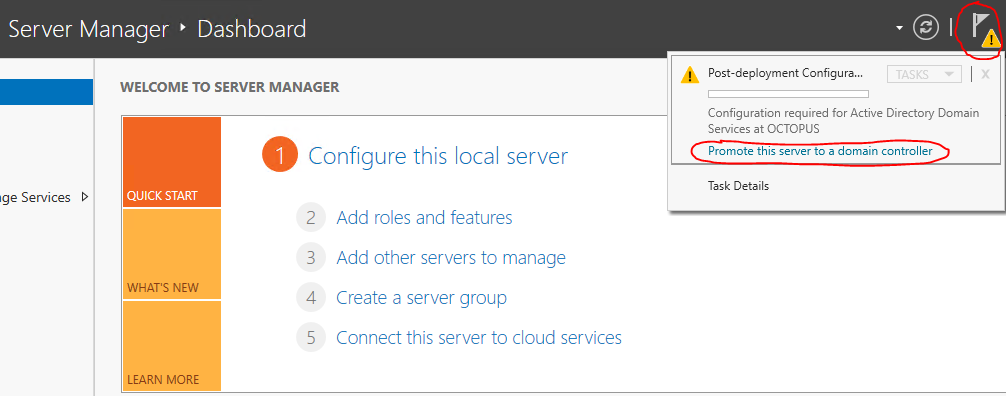 Server Manager ‣ Dashboard
WELCOME TO SERVER MANAGER
ge Services
QUICK START
WHAT'S NEW
LEARN MORE
1 Configure this local server
2 Add roles and features
3 Add other servers to manage
4 Create a server group
5 Connect this server to cloud services
Post-deployment Configura... TASKS X
Configuration required for Active Directory Domain
Services at OCTOPUS
Promote this server to a domain controller
Task Details